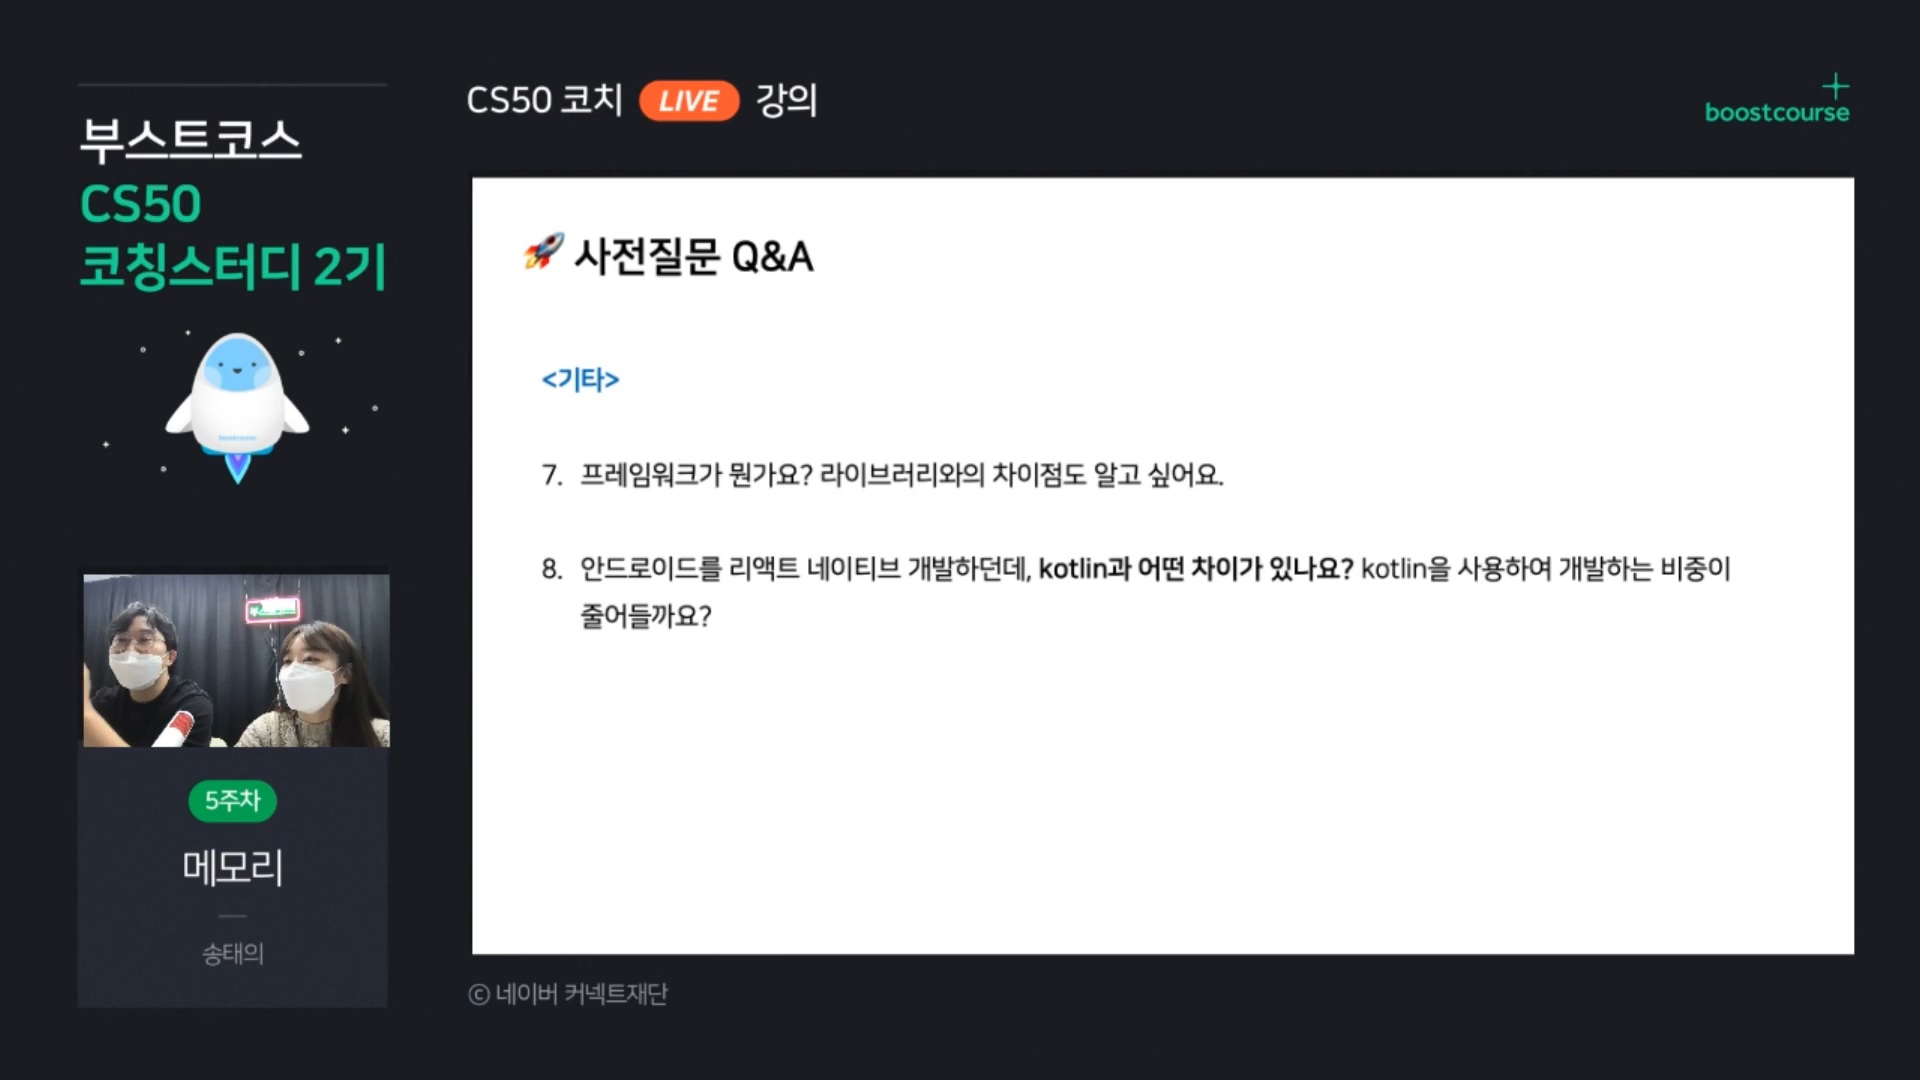 부스트코스
CS50
코칭스터디 2기
boostcourse
5주차
메모리
송태의
CS50 코치 LIVE 강의
boostcourse
사전질문 Q&A
<기타>
7. 프레임워크가 뭔가요? 라이브러리와의 차이점도 알고 싶어요.
8. 안드로이드를 리액트 네이티브 개발하던데, kotlin과 어떤 차이가 있나요? kotlin을 사용하여 개발하는 비중이
줄어들까요?
ⓒ 네이버 커넥트재단